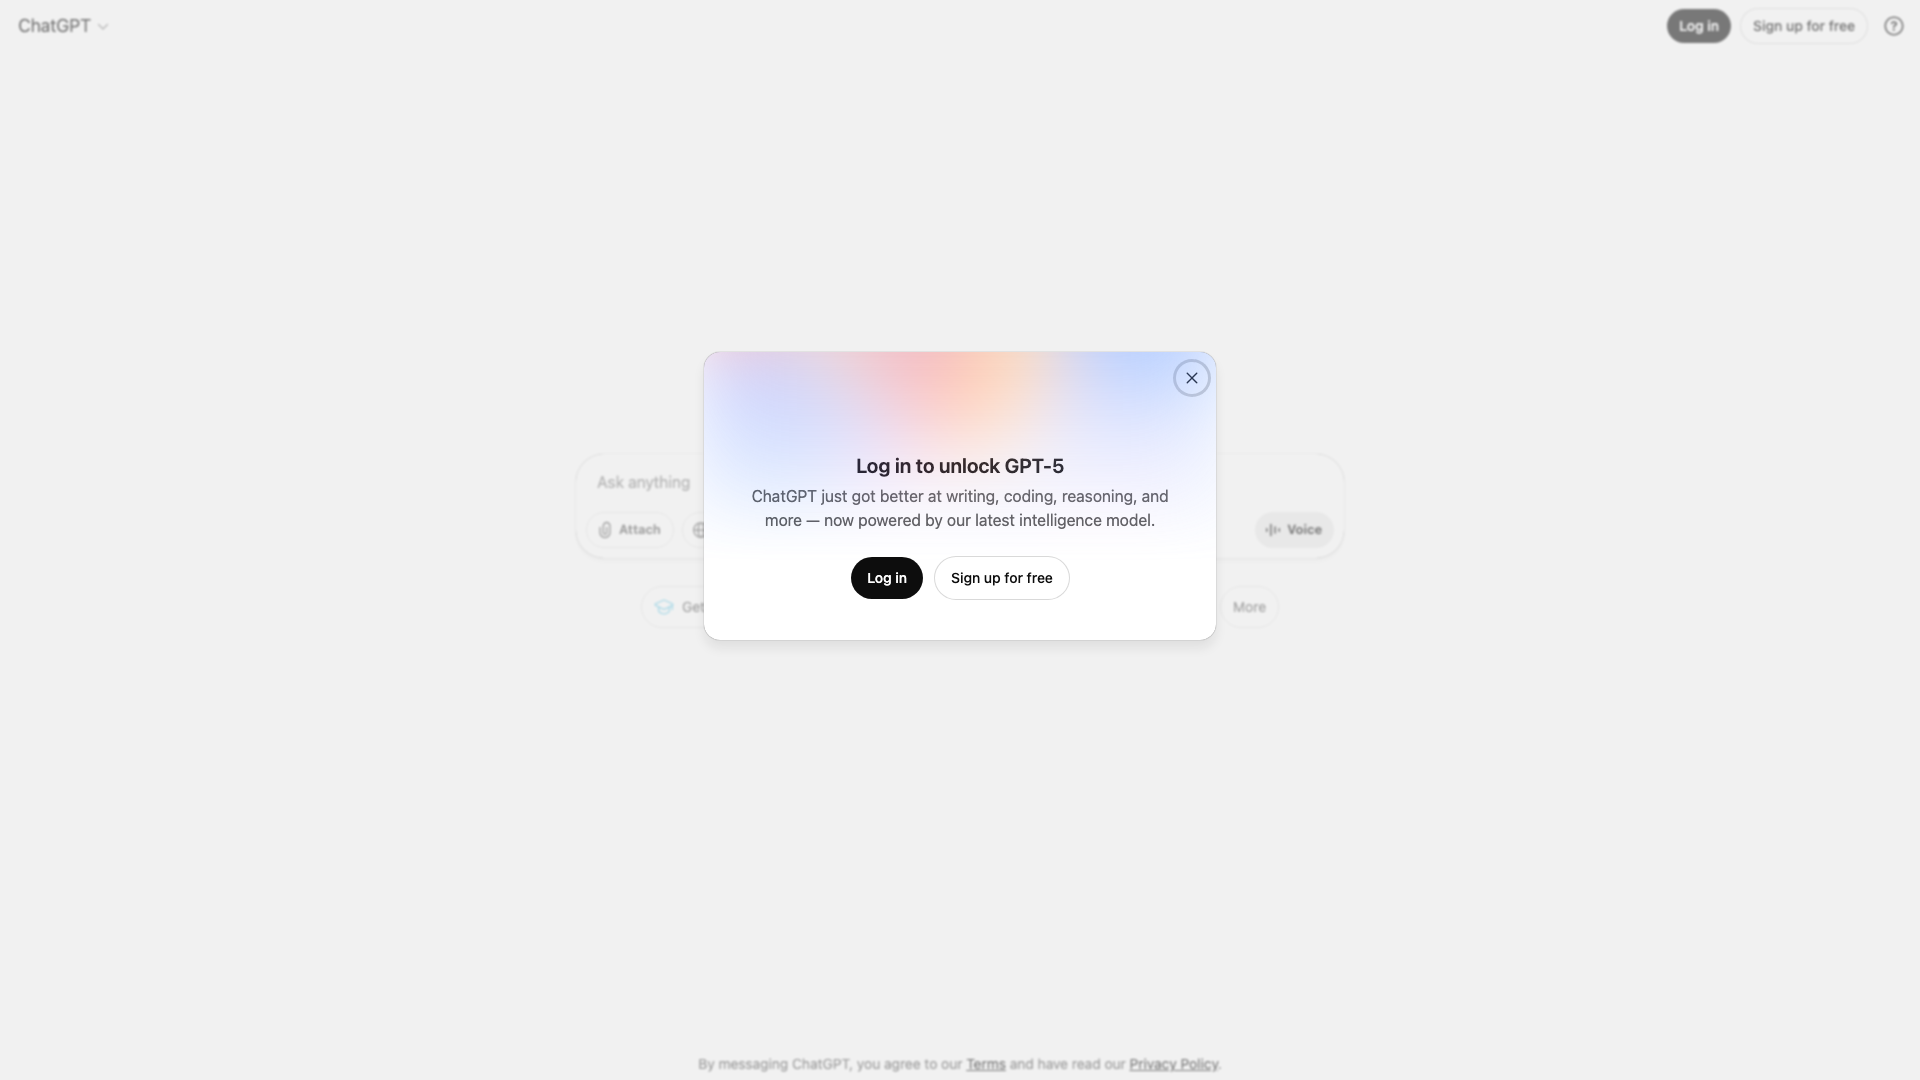 ChatGPT
Log in
Sign up for free
Log in to unlock GPT-5
ChatGPT just got better at writing, coding, reasoning, and
more — now powered by our latest intelligence model.
Log in
Sign up for free
Ask anything
Attach
Voice
Get
More
By messaging ChatGPT, you agree to our Terms and have read our Privacy Policy.